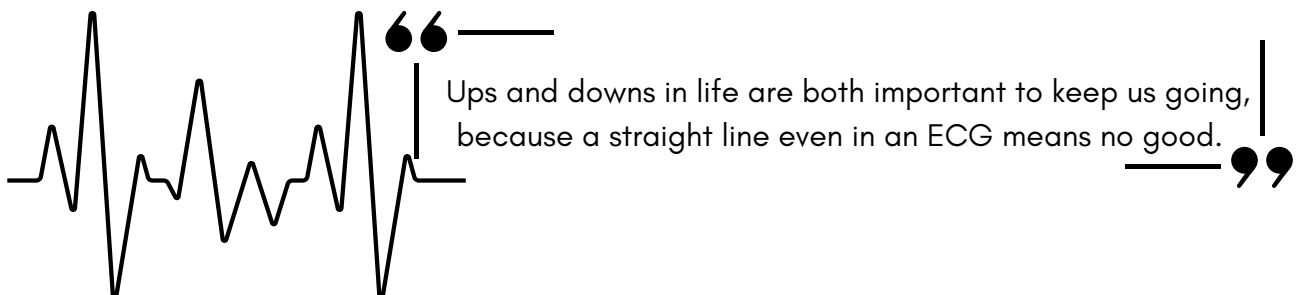 “ Ups and downs in life are both important to keep us going,
because a straight line even in an ECG means no good. ”